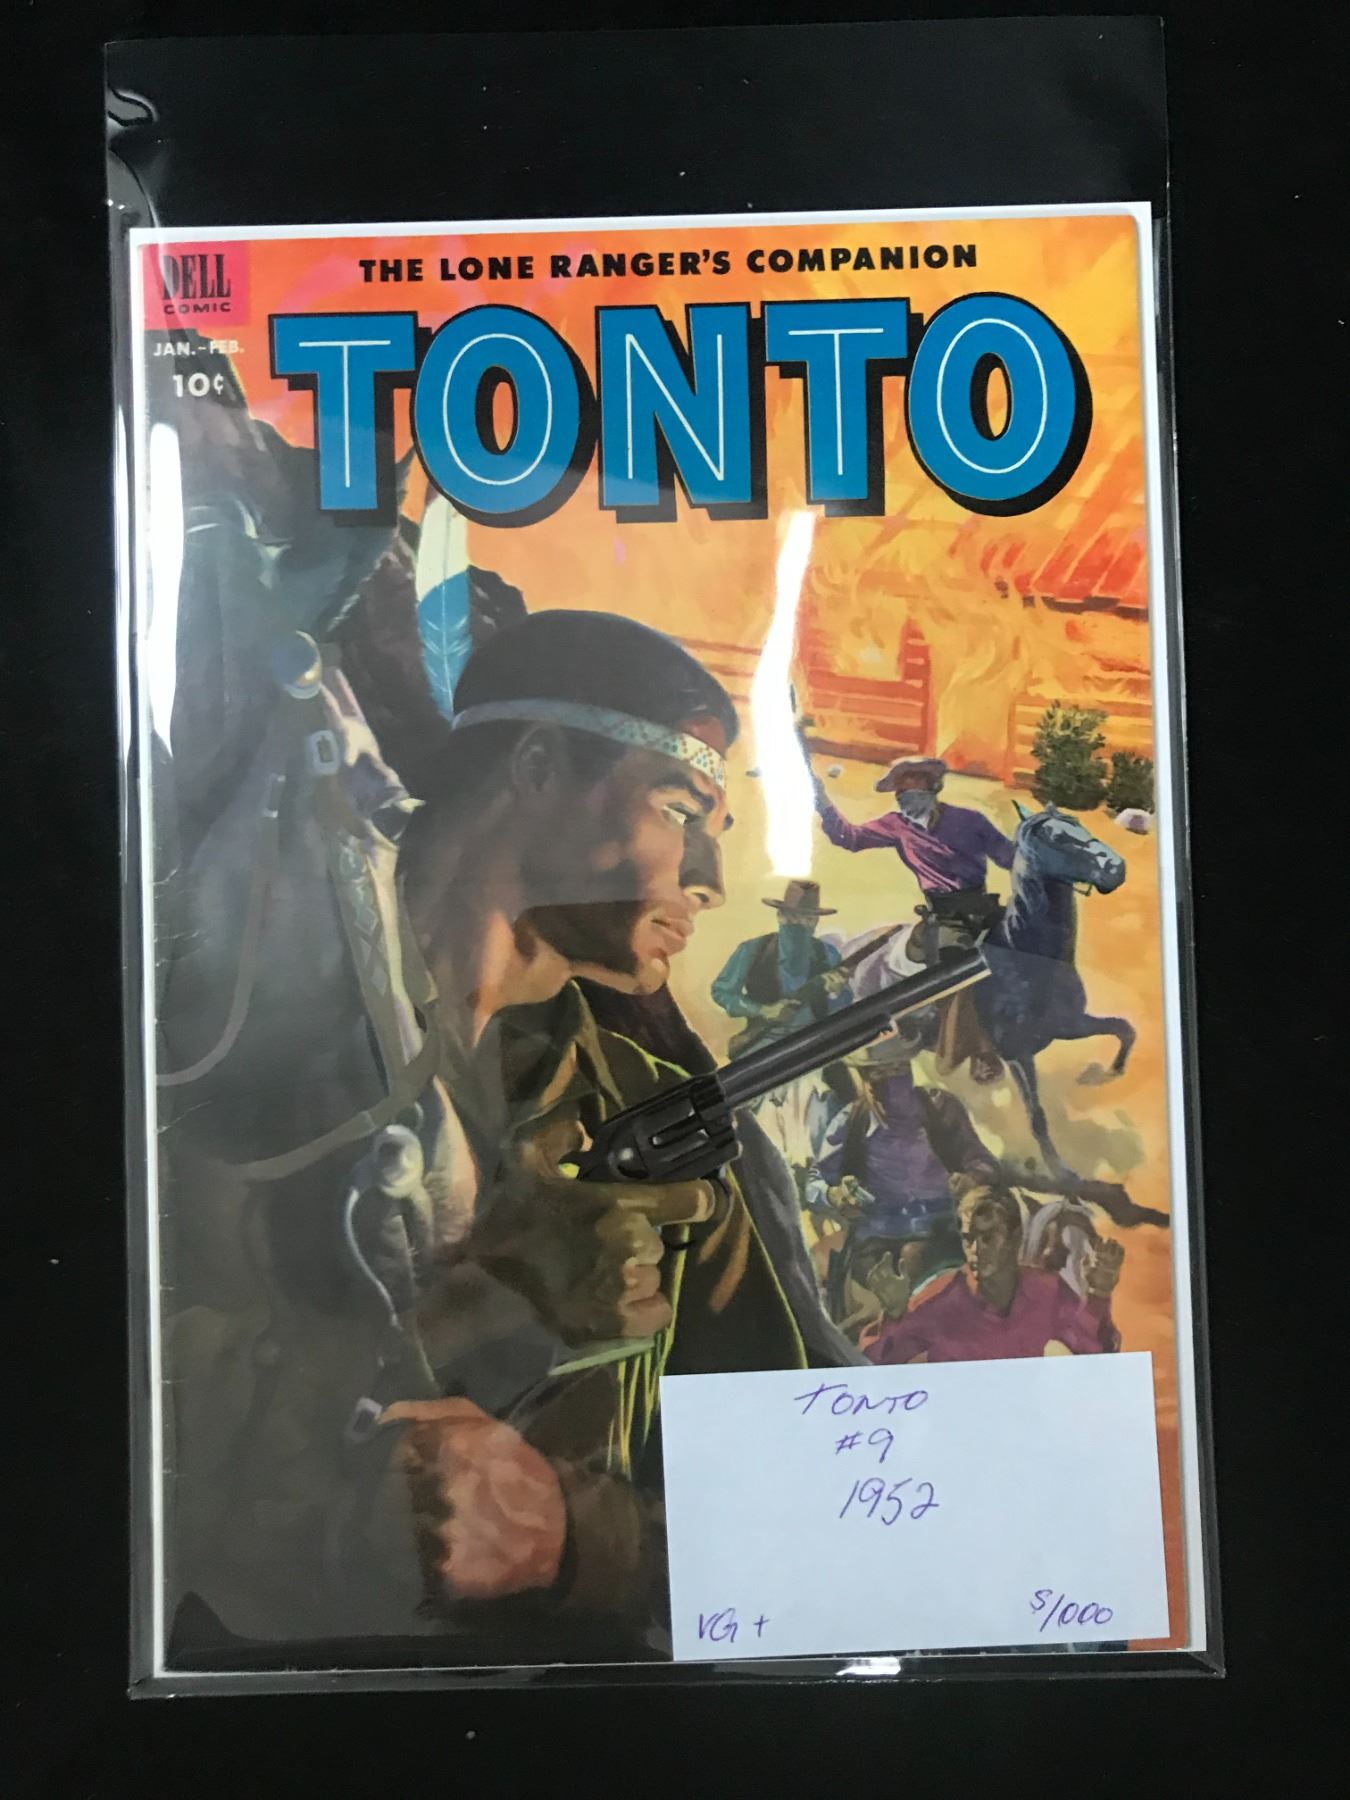 DELL
COMIC
JAN.-FEB.
10¢
THE LONE RANGER'S COMPANION
TONTO
TONTO
#9
1952
VG +
$1000